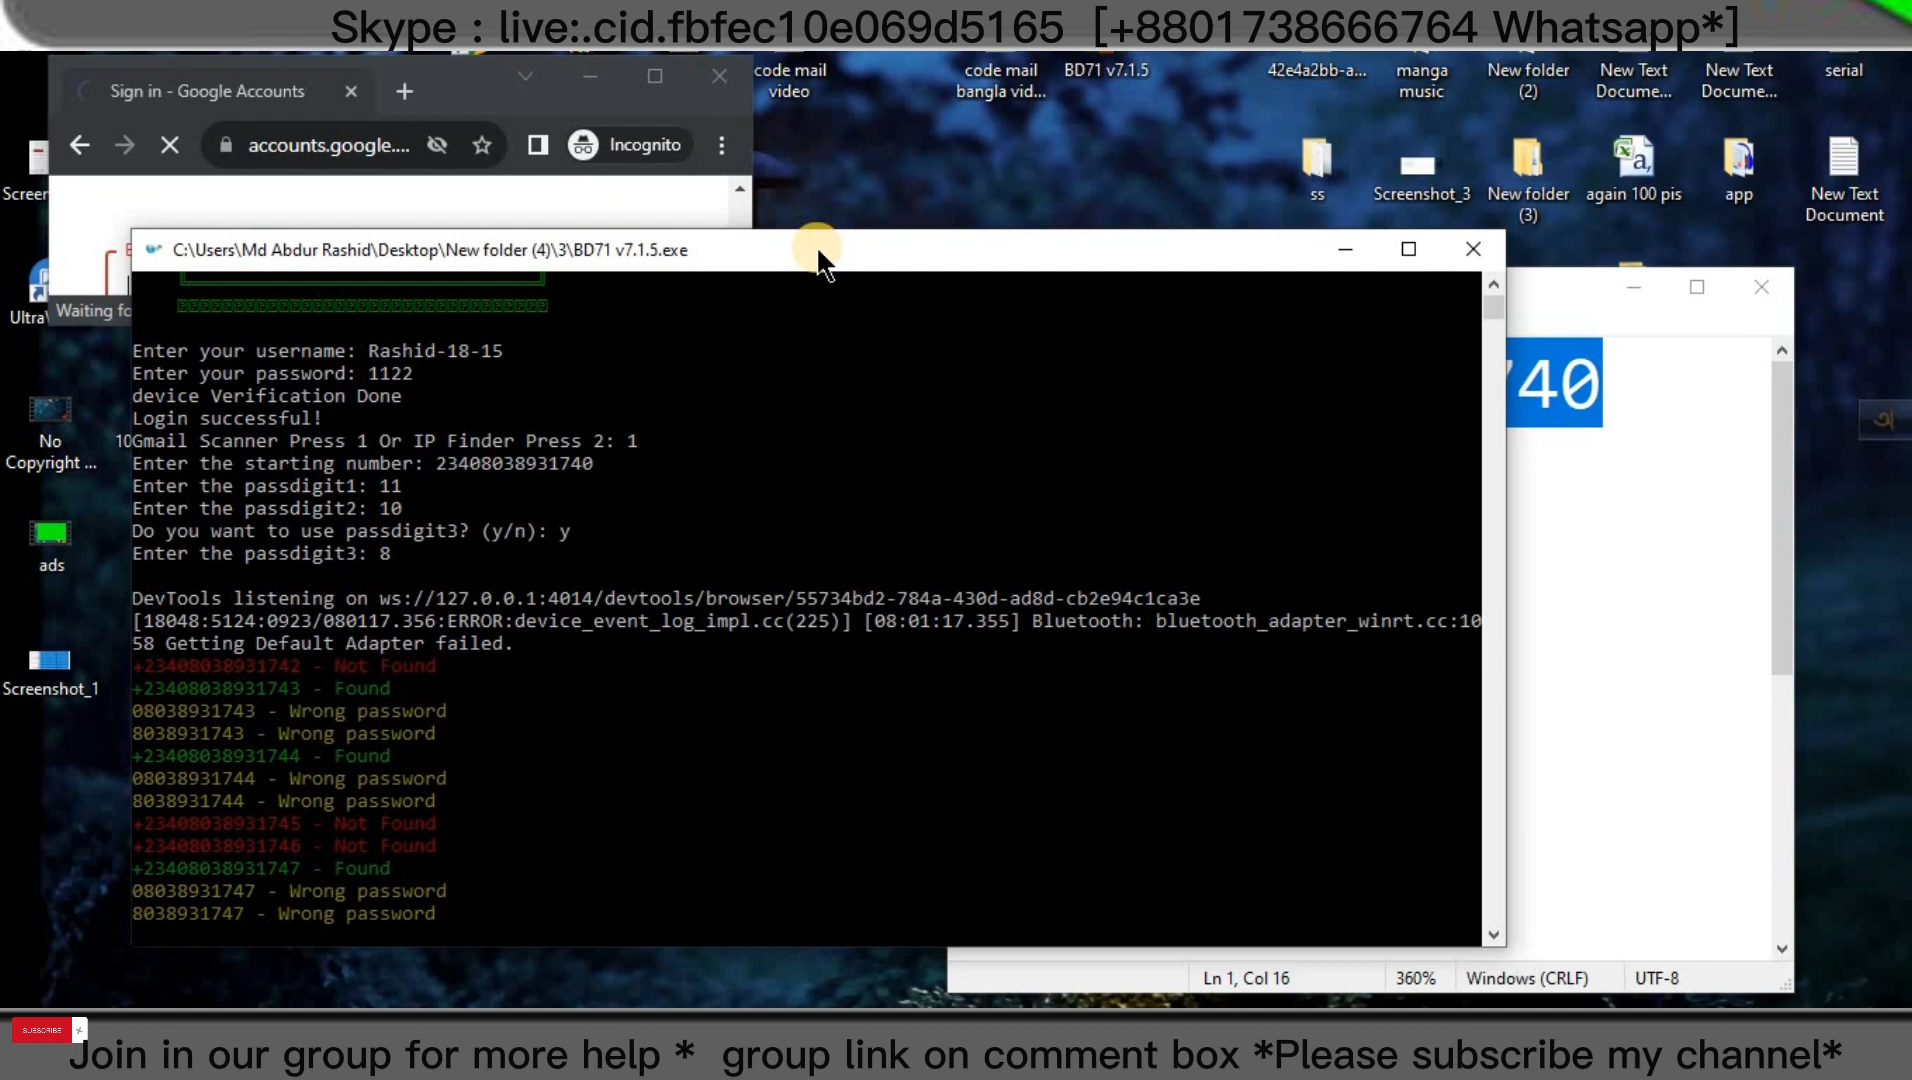 Skype : live:.cid.fbfec10e069d5165 [+8801738666764 Whatsapp*]
Sign in - Google Accounts
code mail video
code mail bangla vid...
BD71 v7.1.5
42e4a2bb-a...
manga music
New folder (2)
New Text Docume...
New Text Docume...
serial
accounts.google....
Incognito
Screer
ss
Screenshot_3
New folder (3)
again 100 pis
app
New Text Document
C:\Users\Md Abdur Rashid\Desktop\New folder (4)\3\BD71 v7.1.5.exe
Waiting fo
Enter your username: Rashid-18-15
Enter your password: 1122
device Verification Done
Login successful!
Gmail Scanner Press 1 Or IP Finder Press 2: 1
Enter the starting number: 23408038931740
Enter the passdigit1: 11
Enter the passdigit2: 10
Do you want to use passdigit3? (y/n): y
Enter the passdigit3: 8
DevTools listening on ws://127.0.0.1:4014/devtools/browser/55734bd2-784a-430d-ad8d-cb2e94c1ca3e
[18048:5124:0923/080117.356:ERROR:device_event_log_impl.cc(225)] [08:01:17.355] Bluetooth: bluetooth_adapter_winrt.cc:10
58 Getting Default Adapter failed.
+23408038931742 - Not Found
+23408038931743 - Found
08038931743 - Wrong password
8038931743 - Wrong password
+23408038931744 - Found
08038931744 - Wrong password
8038931744 - Wrong password
+23408038931745 - Not Found
+23408038931746 - Not Found
+23408038931747 - Found
08038931747 - Wrong password
8038931747 - Wrong password
40
অ
No Copyright ...
10
ads
Screenshot_1
Ln 1, Col 16
360%
Windows (CRLF)
UTF-8
SUBSCRIBE
Join in our group for more help * group link on comment box *Please subscribe my channel*